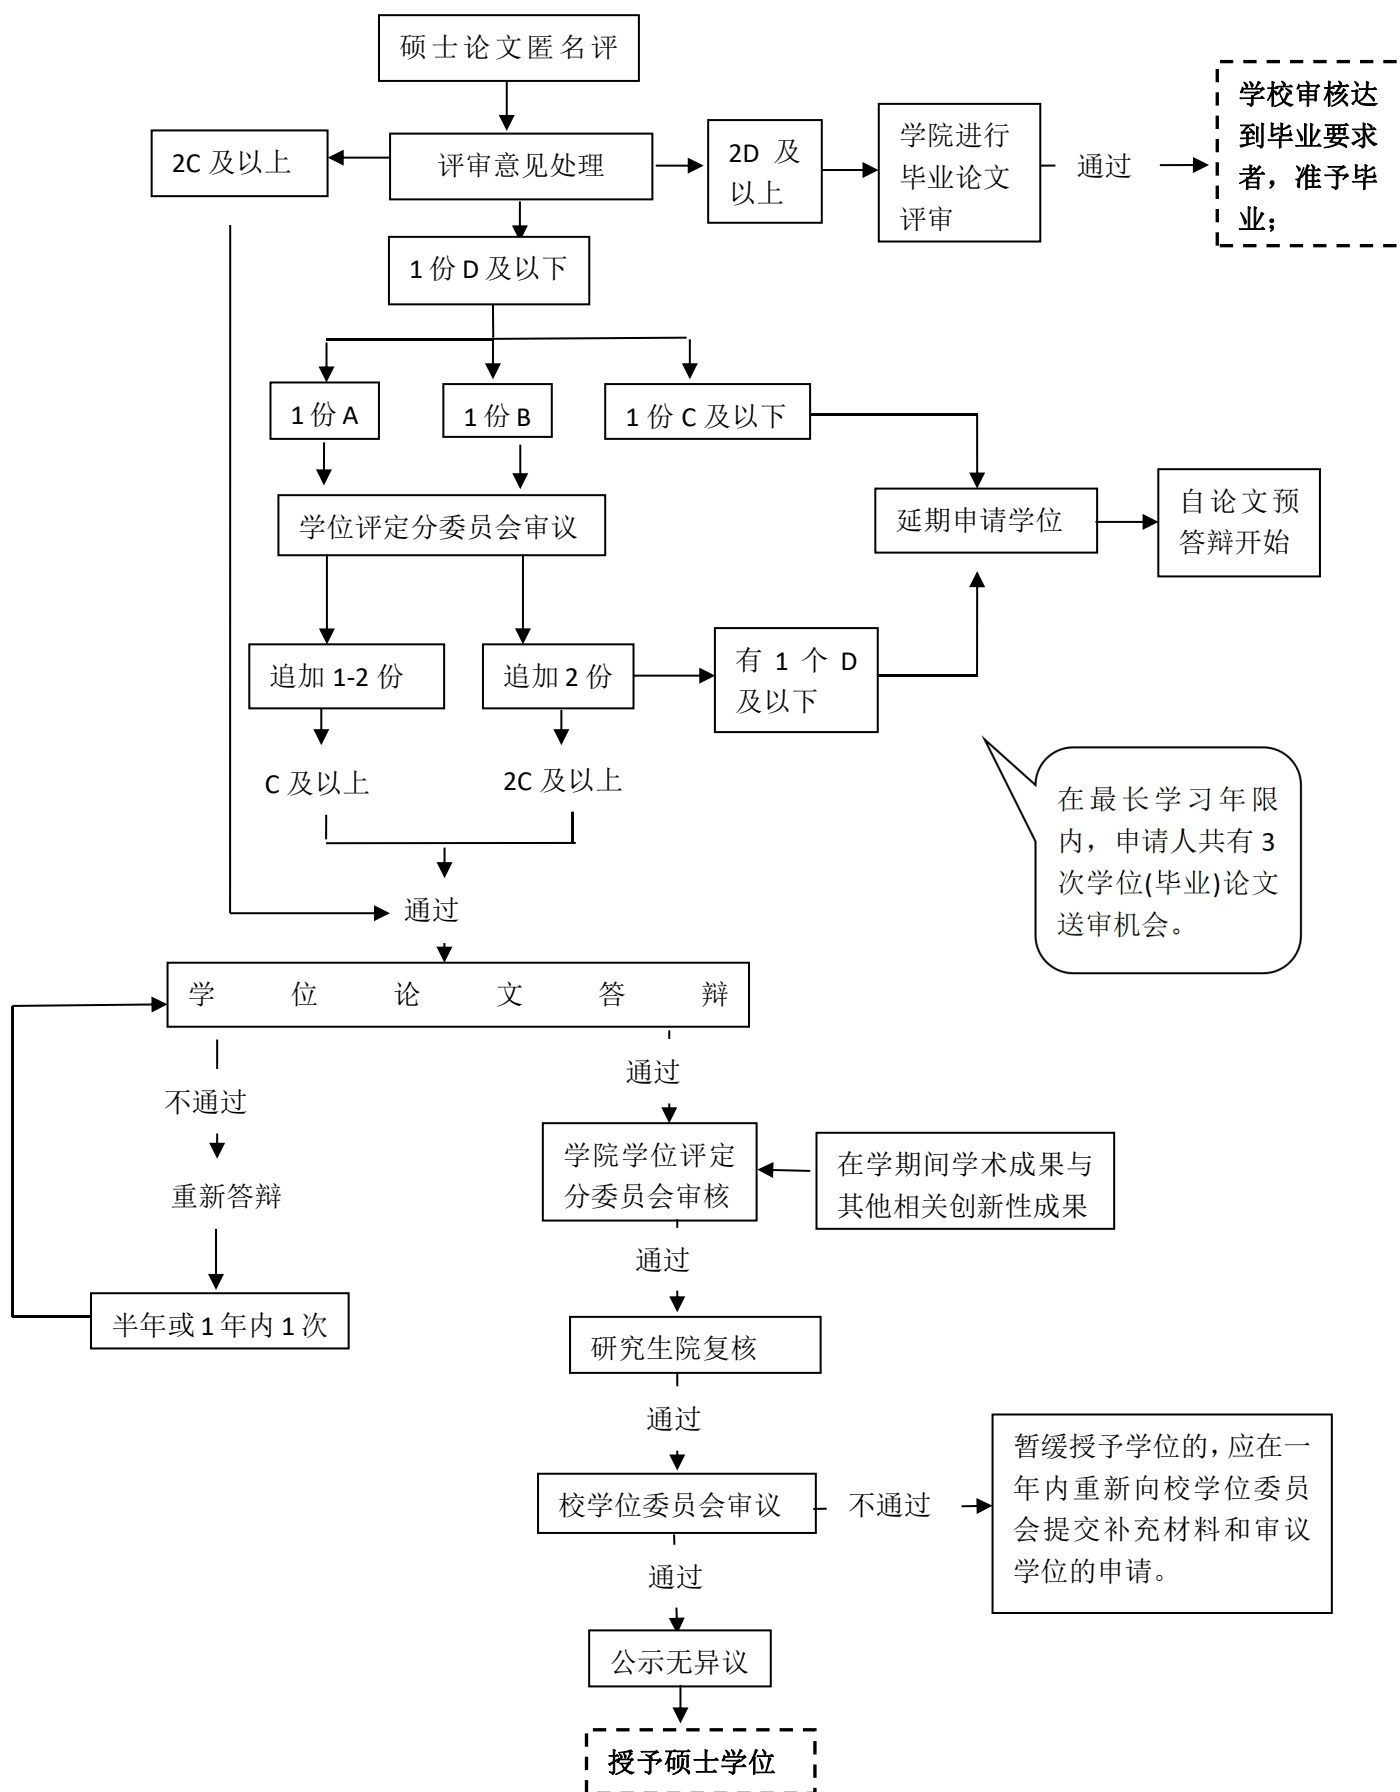 硕士论文匿名评
学校审核达
到毕业要求
者，准予毕
业；
2C 及以上
评审意见处理
2D 及
以上
学院进行
毕业论文
评审
通过
1 份 D 及以下
1 份 A
1 份 B
1 份 C 及以下
学位评定分委员会审议
延期申请学位
自论文预
答辩开始
追加 1-2 份
追加 2 份
有 1 个 D
及以下
C 及以上
2C 及以上
在最长学习年限
内，申请人共有 3
次学位(毕业)论文
送审机会。
通过
学位论文答辩
不通过
重新答辩
半年或 1 年内 1 次
通过
学院学位评定
分委员会审核
在学期间学术成果与
其他相关创新性成果
通过
研究生院复核
通过
校学位委员会审议
不通过
暂缓授予学位的，应在一
年内重新向校学位委员
会提交补充材料和审议
学位的申请。
通过
公示无异议
授予硕士学位